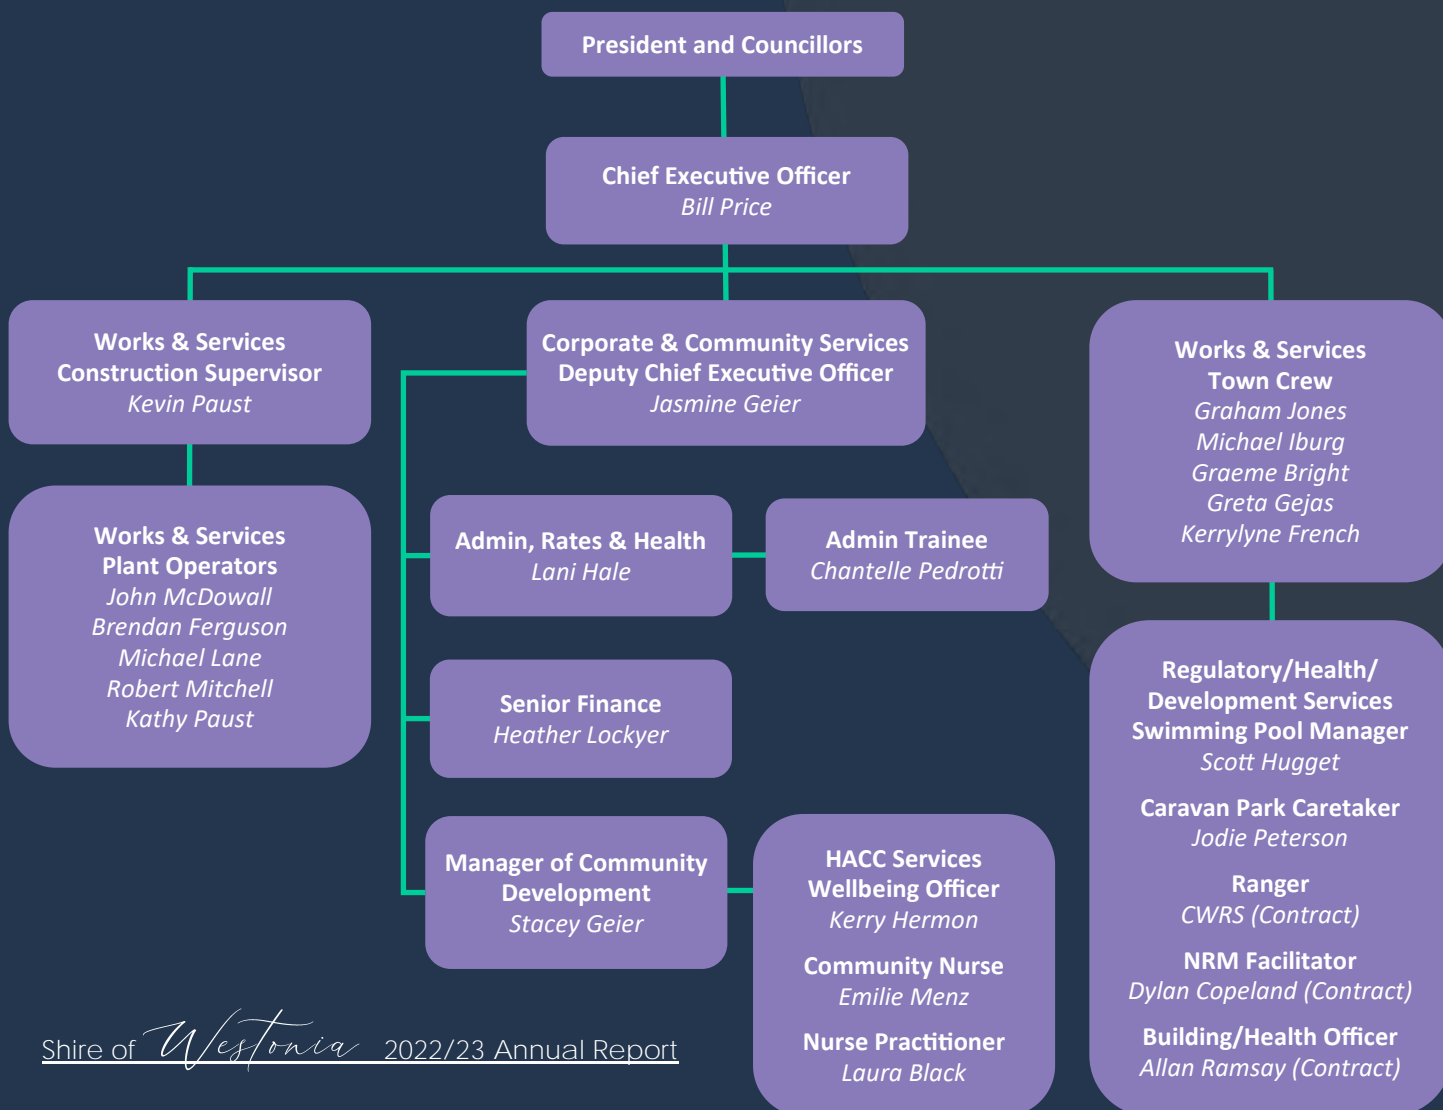 President and Councillors
Chief Executive Officer
Bill Price
Works & Services
Construction Supervisor
Kevin Paust
Works & Services
Plant Operators
John McDowall
Brendan Ferguson
Michael Lane
Robert Mitchell
Kathy Paust
Corporate & Community Services
Deputy Chief Executive Officer
Jasmine Geier
Admin, Rates & Health
Lani Hale
Admin Trainee
Chantelle Pedrotti
Senior Finance
Heather Lockyer
Manager of Community
Development
Stacey Geier
HACC Services
Wellbeing Officer
Kerry Hermon
Community Nurse
Emilie Menz
Nurse Practitioner
Laura Black
Works & Services
Town Crew
Graham Jones
Michael Iburg
Graeme Bright
Greta Gejas
Kerrylyne French
Regulatory/Health/
Development Services
Swimming Pool Manager
Scott Hugget
Caravan Park Caretaker
Jodie Peterson
Ranger
CWRS (Contract)
NRM Facilitator
Dylan Copeland (Contract)
Building/Health Officer
Allan Ramsay (Contract)
Shire of Westonia 2022/23 Annual Report